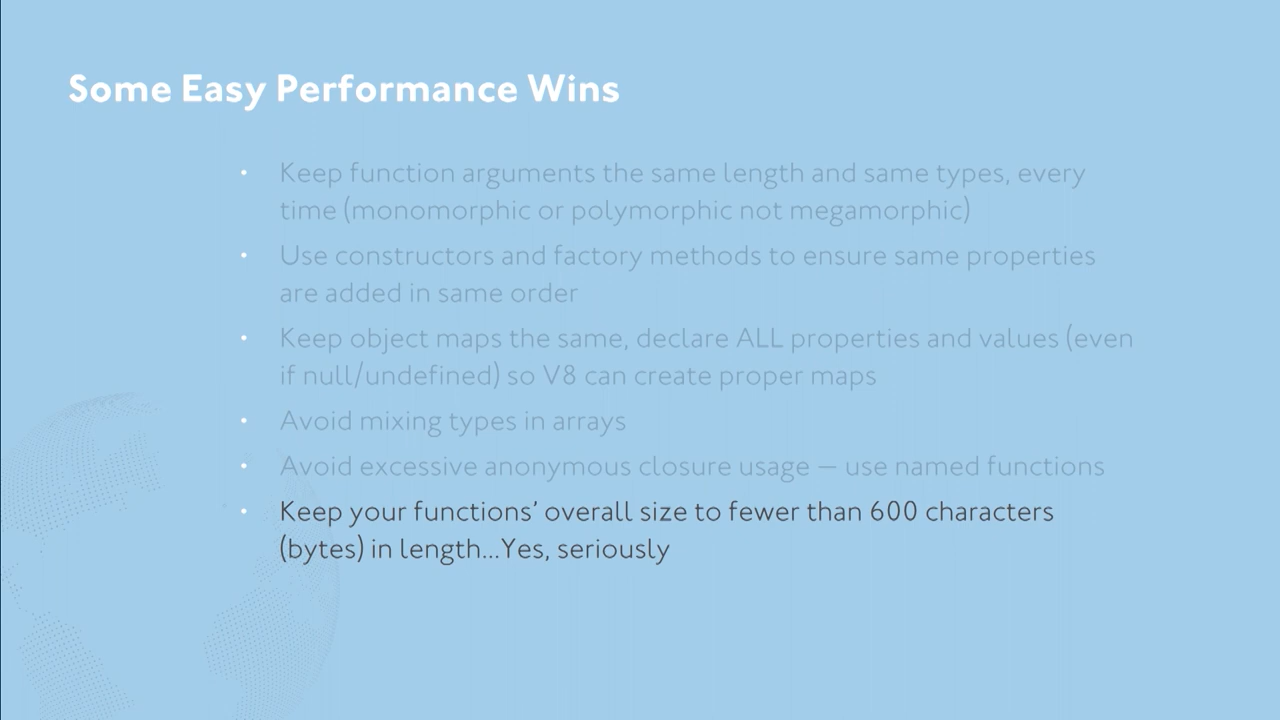 Some Easy Performance Wins
• Keep function arguments the same length and same types, every
time (monomorphic or polymorphic not megamorphic)
• Use constructors and factory methods to ensure same properties
are added in same order
• Keep object maps the same, declare ALL properties and values (even
if null/undefined) so V8 can create proper maps
• Avoid mixing types in arrays
• Avoid excessive anonymous closure usage – use named functions
• Keep your functions’ overall size to fewer than 600 characters
(bytes) in length...Yes, seriously